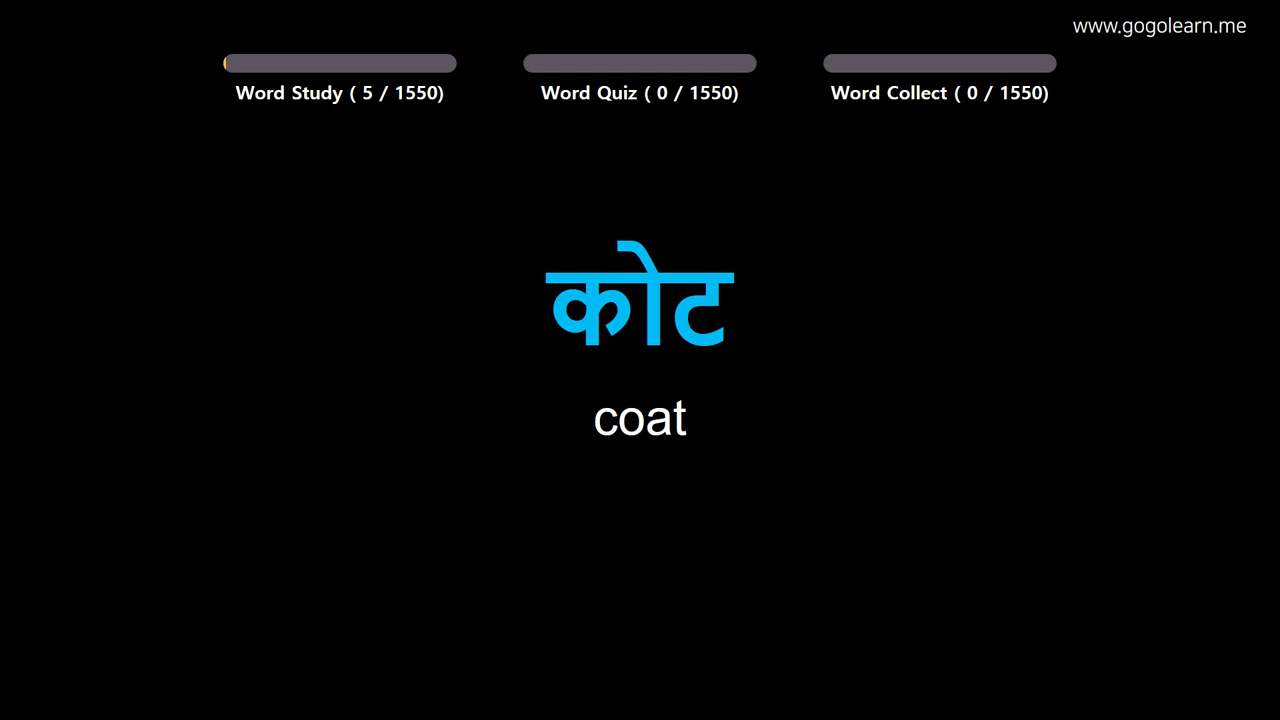 www.gogolearn.me
Word Study ( 5 / 1550)
Word Quiz ( 0 / 1550)
Word Collect ( 0 / 1550)
कोट
coat